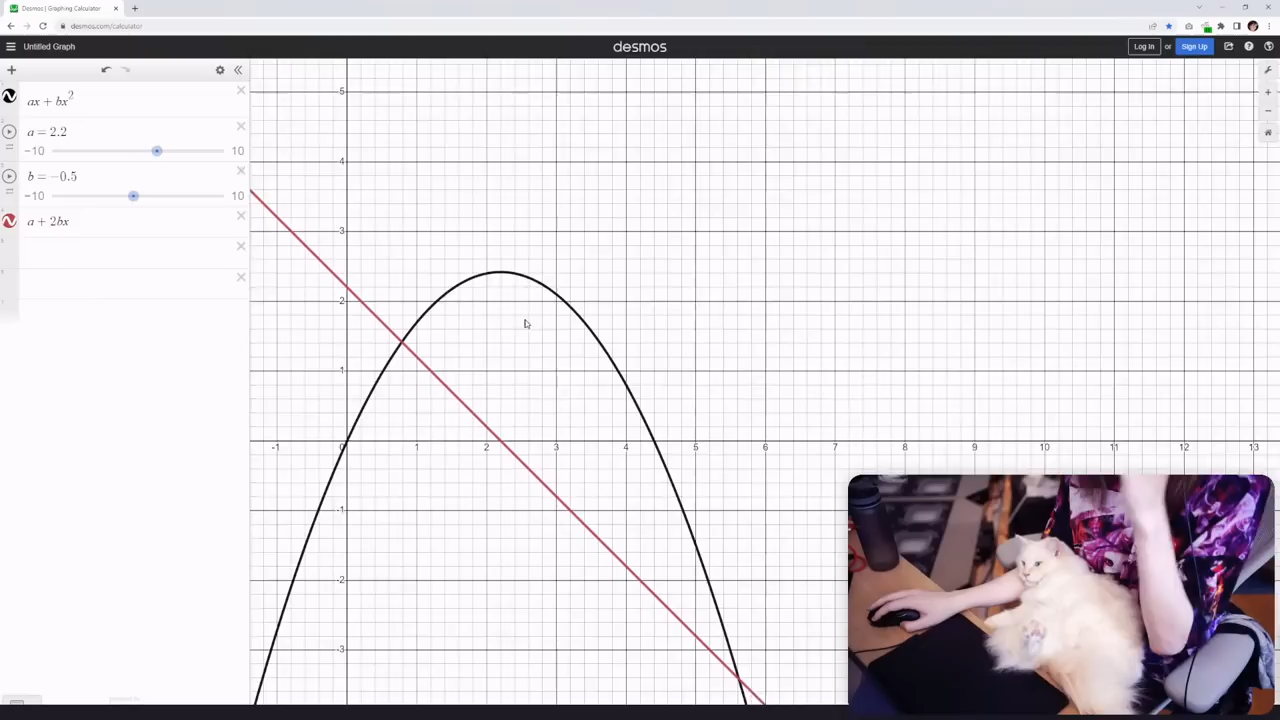 Desmos | Graphing Calculator
desmos.com/calculator
Untitled Graph
desmos
Log In or Sign Up
ax + bx²
a = 2.2
-10 10
b = −0.5
-10 10
a + 2bx
5
4
3
2
1
-1 0 1 2 3 4 5 6 7 8 9 10 11 12 13
-1
-2
-3